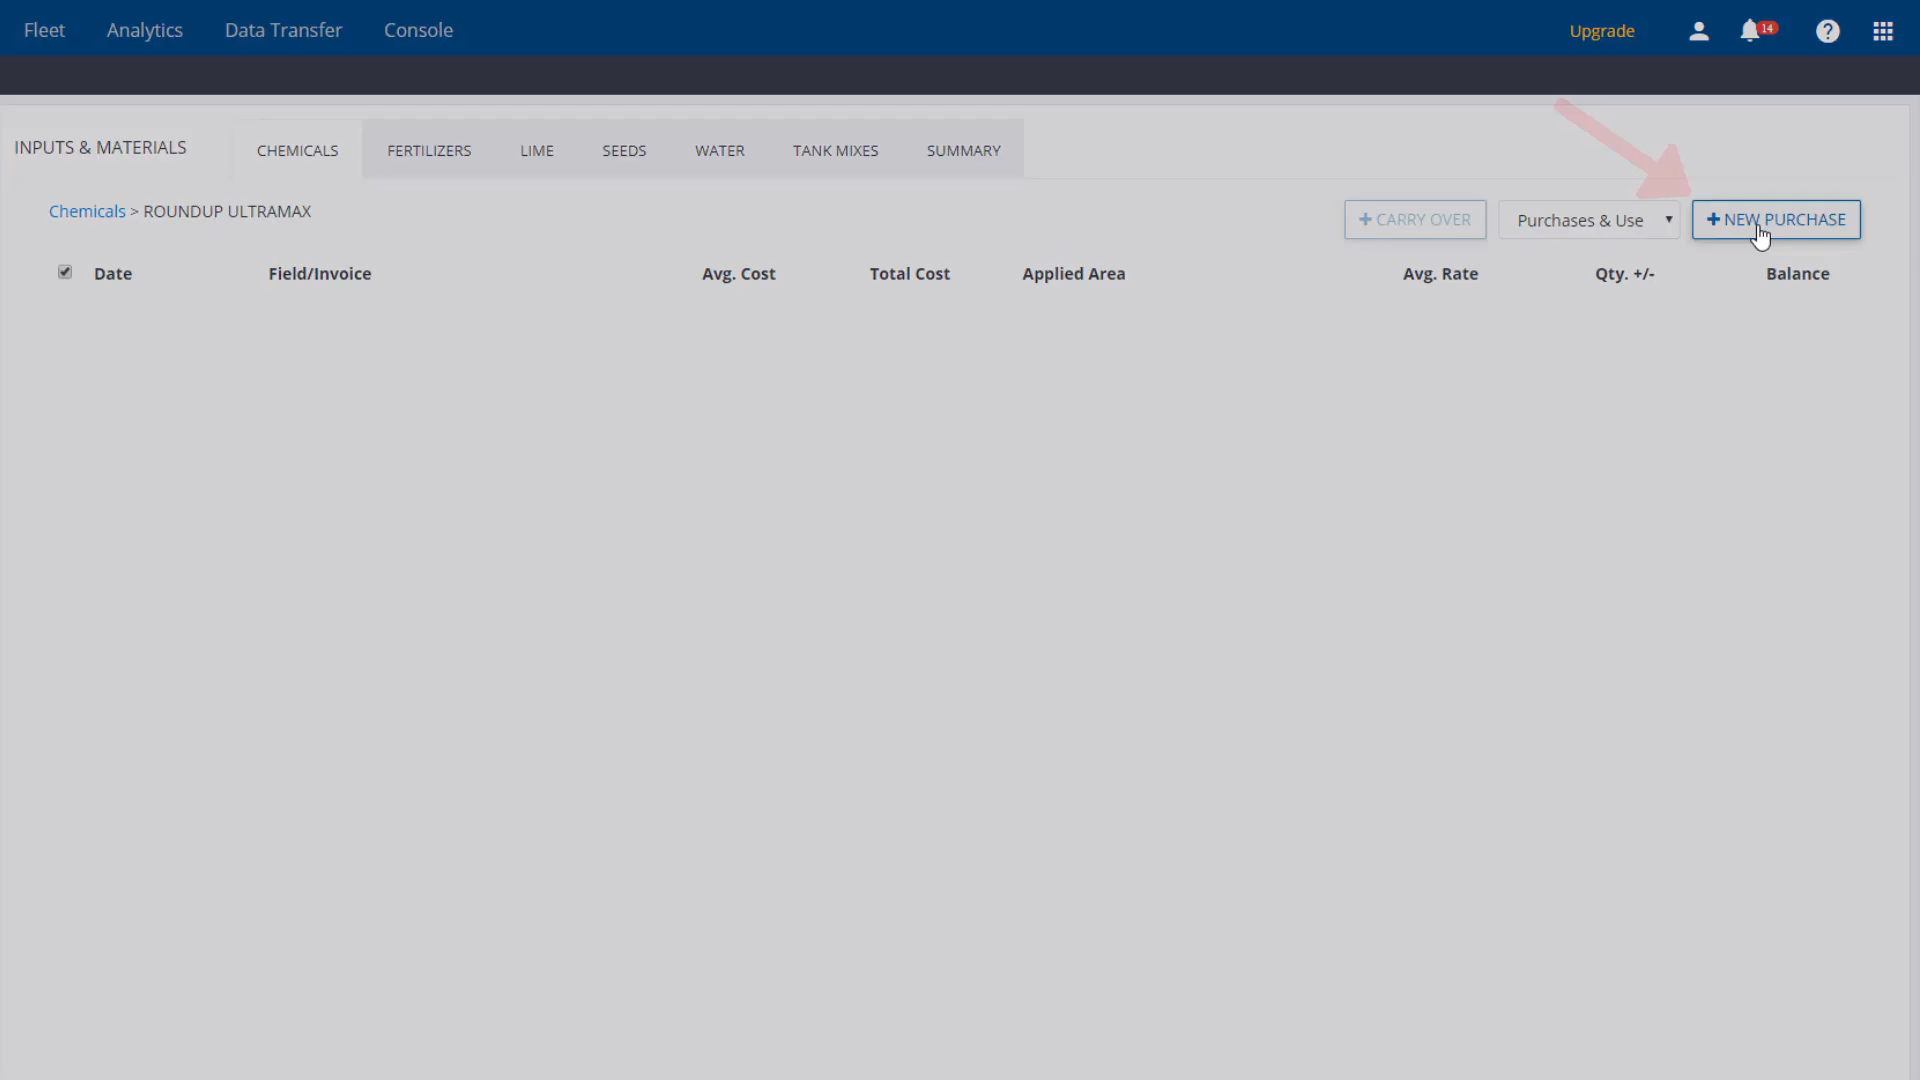 Fleet Analytics Data Transfer Console Upgrade 14 ?
INPUTS & MATERIALS CHEMICALS FERTILIZERS LIME SEEDS WATER TANK MIXES SUMMARY
Chemicals > ROUNDUP ULTRAMAX + CARRY OVER Purchases & Use + NEW PURCHASE
Date Field/Invoice Avg. Cost Total Cost Applied Area Avg. Rate Qty. +/- Balance